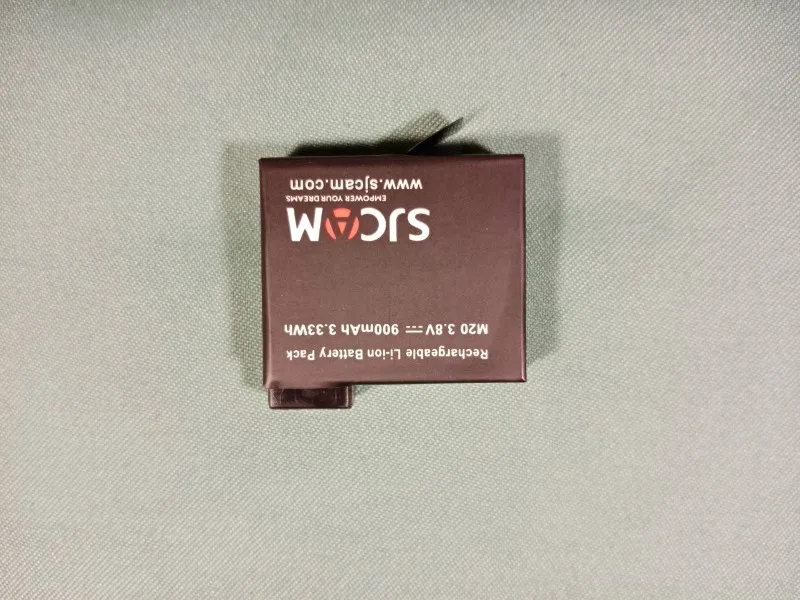 Rechargeable Li-ion Battery Pack
M20 3.8V ⎓ 900mAh 3.33Wh
SJCAM
EMPOWER YOUR DREAMS
www.sjcam.com